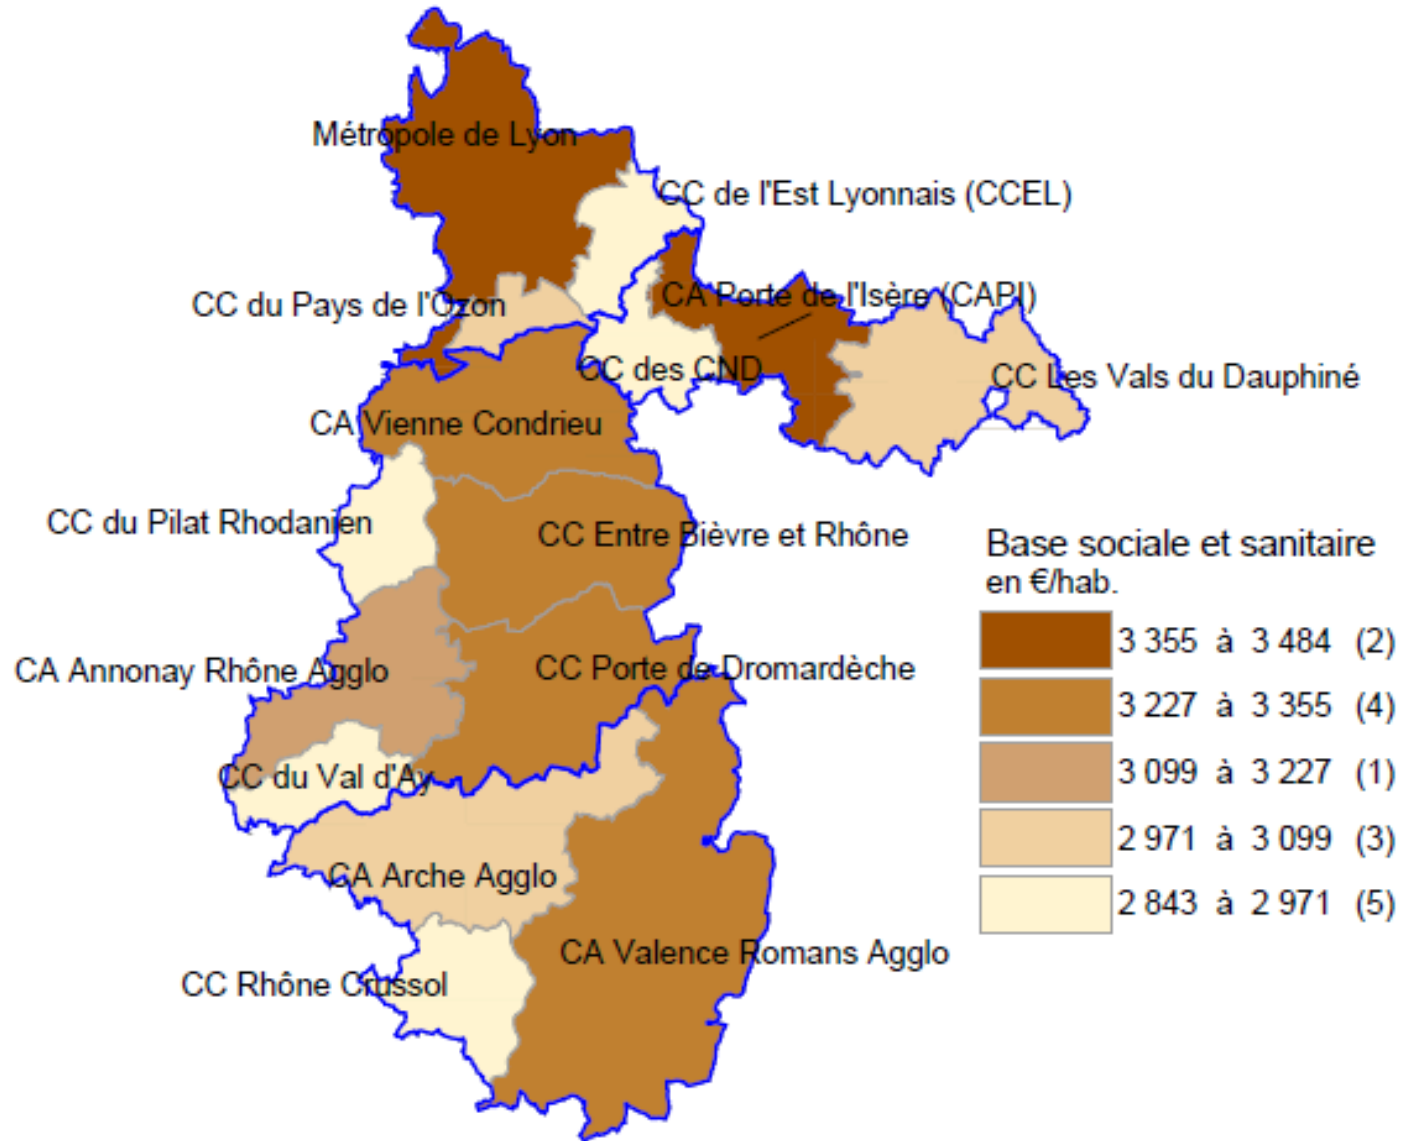 Métropole de Lyon
CC de l'Est Lyonnais (CCEL)
CC du Pays de l'Ozon
CA Porte de l'Isère (CAPI)
CC des CND
CC Les Vals du Dauphiné
CA Vienne Condrieu
CC du Pilat Rhodanien
CC Entre Bièvre et Rhône
CA Annonay Rhône Agglo
CC Porte de Dromardèche
CC du Val d'Ay
CA Arche Agglo
CA Valence Romans Agglo
CC Rhône Crussol
Base sociale et sanitaire
en €/hab.
3 355 à 3 484 (2)
3 227 à 3 355 (4)
3 099 à 3 227 (1)
2 971 à 3 099 (3)
2 843 à 2 971 (5)